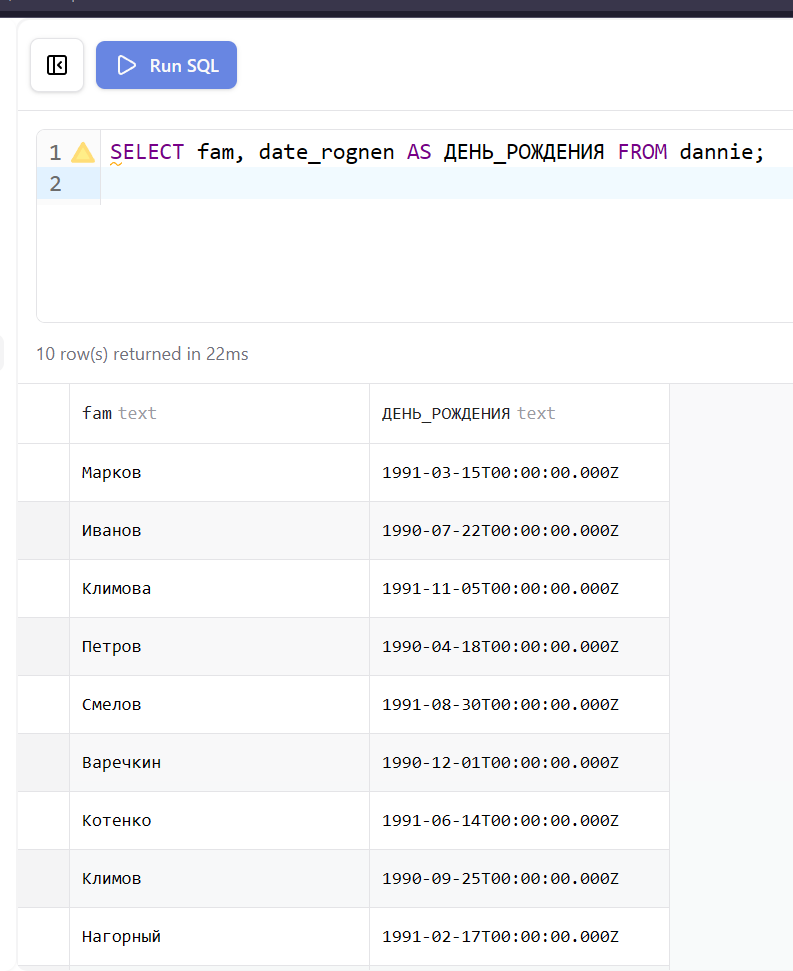 Run SQL
1 SELECT fam, date_rognen AS ДЕНЬ_РОЖДЕНИЯ FROM dannie;
2
10 row(s) returned in 22ms
fam text ДЕНЬ_РОЖДЕНИЯ text
Марков 1991-03-15T00:00:00.000Z
Иванов 1990-07-22T00:00:00.000Z
Климова 1991-11-05T00:00:00.000Z
Петров 1990-04-18T00:00:00.000Z
Смелов 1991-08-30T00:00:00.000Z
Варечкин 1990-12-01T00:00:00.000Z
Котенко 1991-06-14T00:00:00.000Z
Климов 1990-09-25T00:00:00.000Z
Нагорный 1991-02-17T00:00:00.000Z